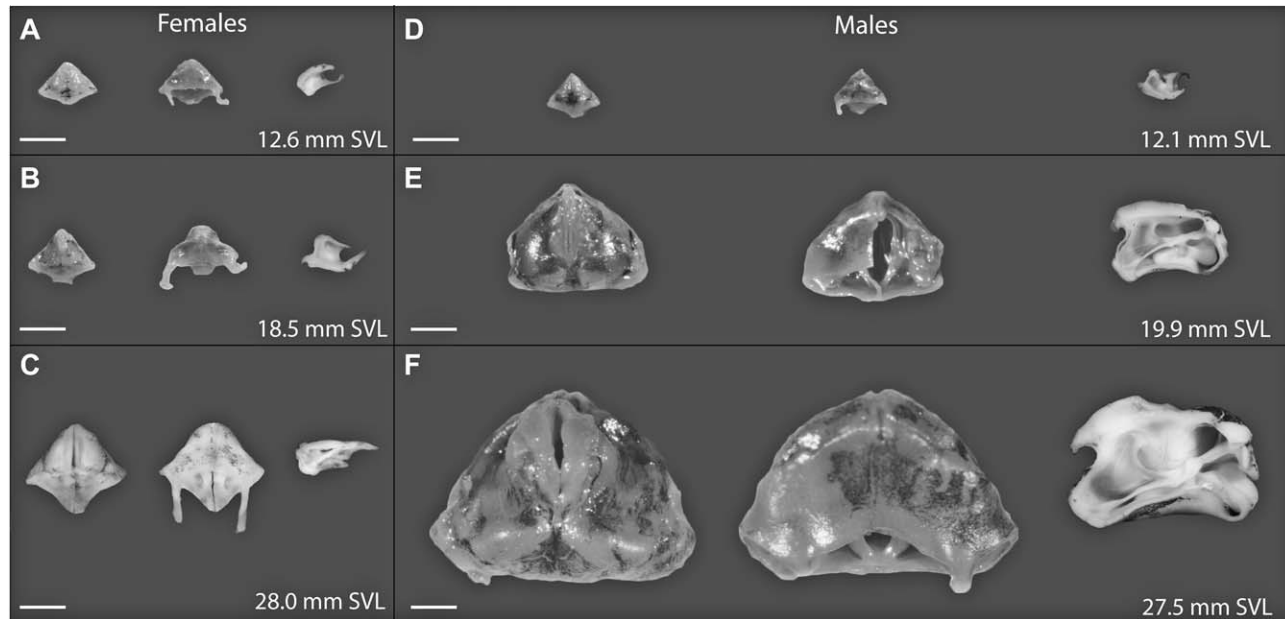 A
Females
12.6 mm SVL
B
18.5 mm SVL
C
28.0 mm SVL
D
Males
12.1 mm SVL
E
19.9 mm SVL
F
27.5 mm SVL